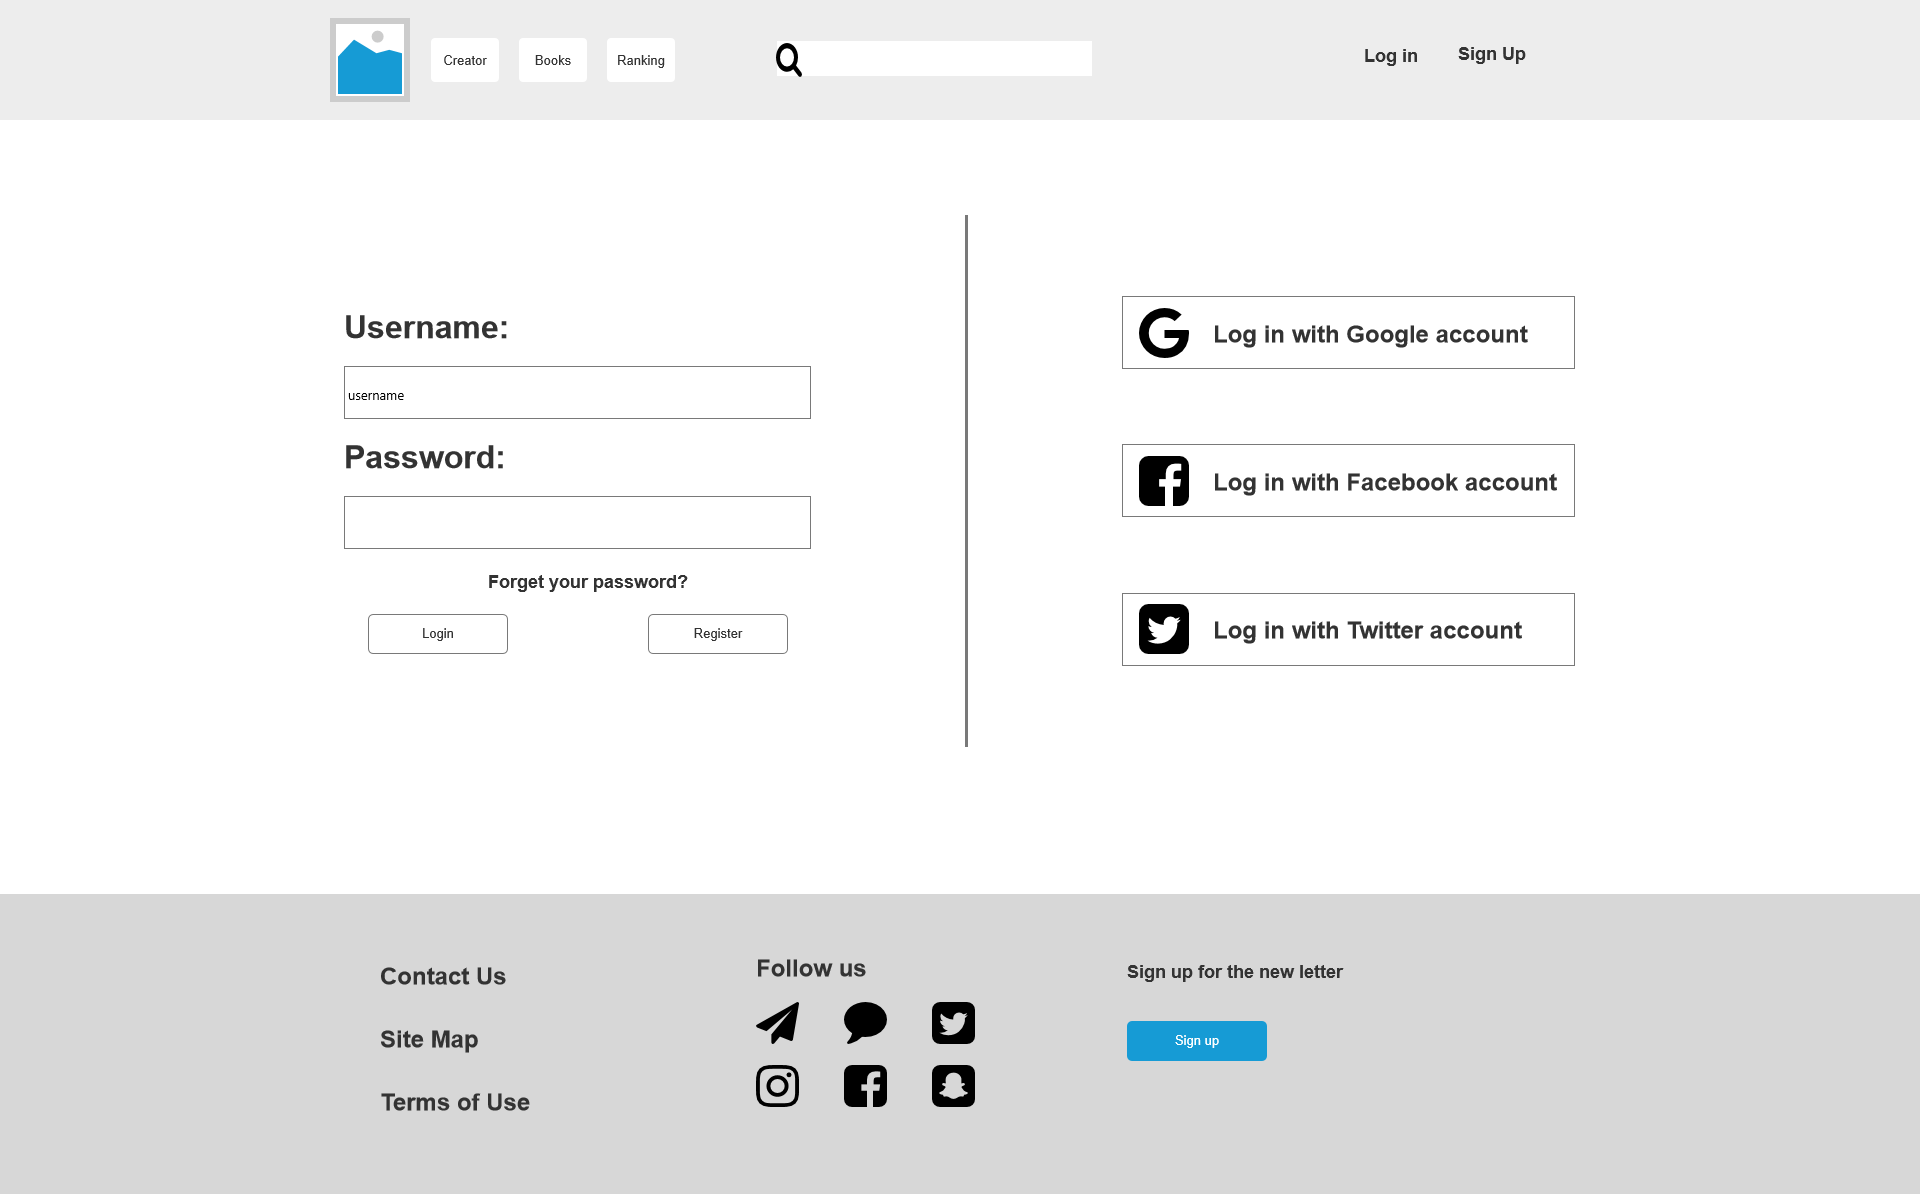 Creator
Books
Ranking
Log in
Sign Up
Username:
username
Password:
Forget your password?
Login
Register
Log in with Google account
Log in with Facebook account
Log in with Twitter account
Contact Us
Site Map
Terms of Use
Follow us
Sign up for the new letter
Sign up